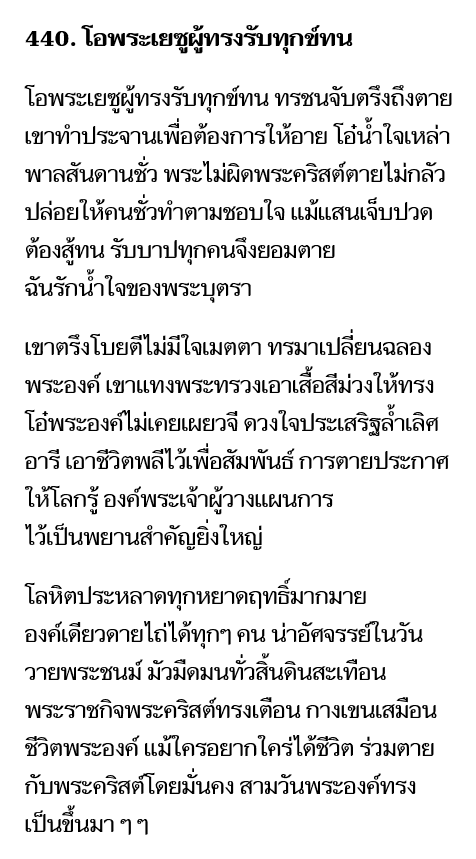 440. โอพระเยซูผู้ทรงรับทุกข์ทน
โอพระเยซูผู้ทรงรับทุกข์ทน ทรชนจับตรึงถึงตาย
เขาทำประจานเพื่อต้องการให้อาย โอ๋น้ำใจเหล่า
พาลสันดานชั่ว พระไม่ผิดพระคริสต์ตายไม่กลัว
ปล่อยให้คนชั่วทำตามชอบใจ แม้แสนเจ็บปวด
ต้องสู้ทน รับบาปทุกคนจึงยอมตาย
ฉันรักน้ำใจของพระบุตรา
เขาตรึงโบยตีไม่มีใจเมตตา ทรมาเปลี่ยนฉลอง
พระองค์ เขาแทงพระทรวงเอาเสื้อสีม่วงให้ทรง
โอ๋พระองค์ไม่เคยเผยวจี ดวงใจประเสริฐล้ำเลิศ
อารี เอาชีวิตพลีไว้เพื่อสัมพันธ์ การตายประกาศ
ให้โลกรู้ องค์พระเจ้าผู้วางแผนการ
ไว้เป็นพยานสำคัญยิ่งใหญ่
โลหิตประหลาดทุกหยาดฤทธิ์มากมาย
องค์เดียวดายไถ่ได้ทุกๆ คน น่าอัศจรรย์ในวัน
วายพระชนม์ มัวมืดมนทั่วสิ้นดินสะเทือน
พระราชกิจพระคริสต์ทรงเตือน กางเขนเสมือน
ชีวิตพระองค์ แม้ใครอยากใคร่ได้ชีวิต ร่วมตาย
กับพระคริสต์โดยมั่นคง สามวันพระองค์ทรง
เป็นขึ้นมา ๆ ๆ